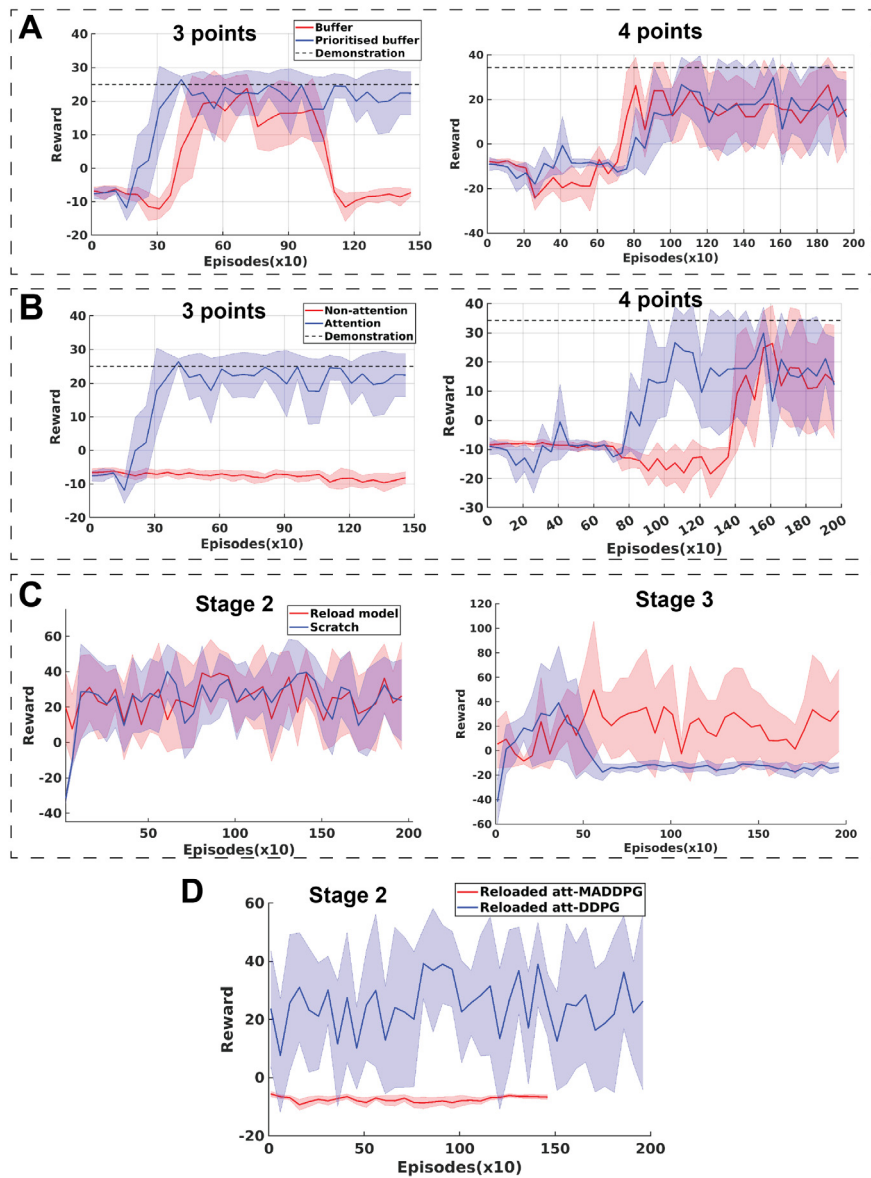 A
3 points
Buffer
Prioritised buffer
Demonstration
Reward
30
20
10
0
-10
-20
0 30 60 90 120 150
Episodes(x10)
4 points
Reward
40
20
0
-20
-40
0 20 40 60 80 100 120 140 160 180 200
Episodes(x10)
B
3 points
Non-attention
Attention
Demonstration
Reward
40
30
20
10
0
-10
-20
0 30 60 90 120 150
Episodes(x10)
4 points
Reward
40
30
20
10
0
-10
-20
-30
0 20 40 60 80 100 120 140 160 180 200
Episodes(x10)
C
Stage 2
Reload model
Scratch
Reward
60
40
20
0
-20
-40
50 100 150 200
Episodes(x10)
Stage 3
Reward
120
100
80
60
40
20
0
-20
-40
-60
0 50 100 150 200
Episodes(x10)
D
Stage 2
Reloaded att-MADDPG
Reloaded att-DDPG
Reward
60
40
20
0
-20
0 50 100 150 200
Episodes(x10)